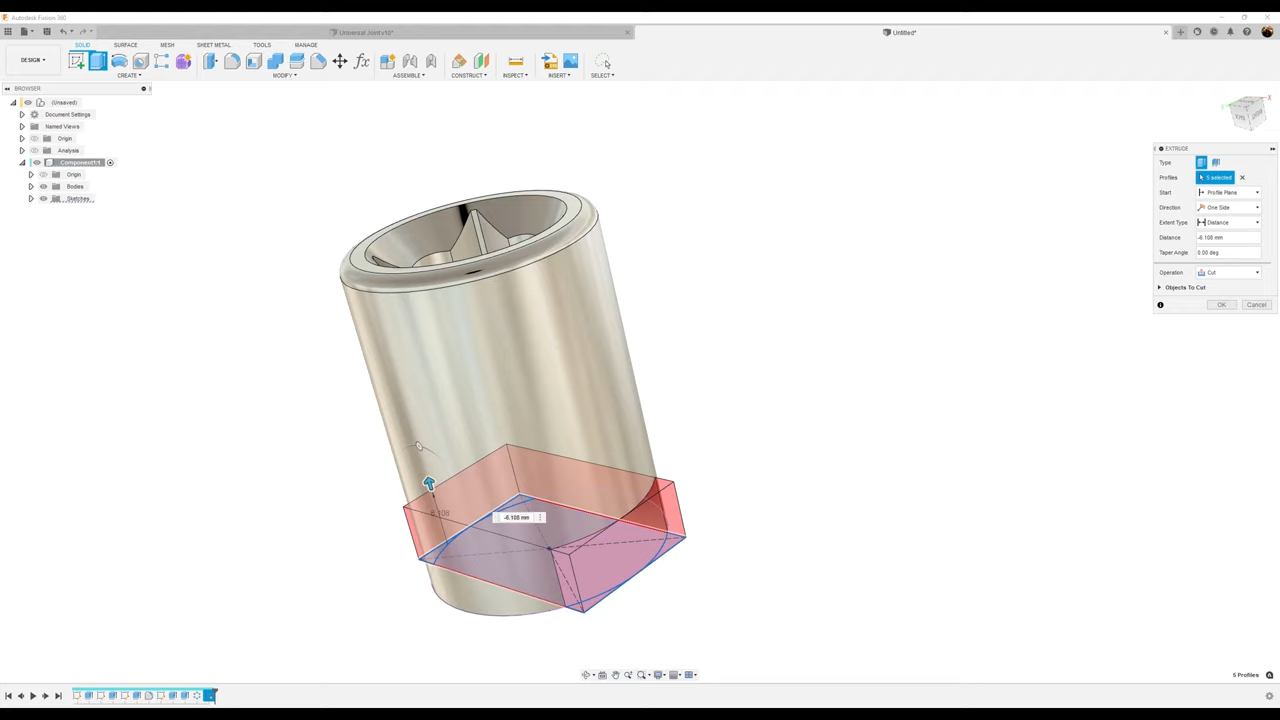 Autodesk Fusion 360
Universal Joint v10*
Untitled*
DESIGN
SOLID
SURFACE
MESH
SHEET METAL
TOOLS
MANAGE
CREATE
MODIFY
ASSEMBLE
CONSTRUCT
INSPECT
INSERT
SELECT
BROWSER
(Unsaved)
Document Settings
Named Views
Origin
Analysis
Component1:1
Origin
Bodies
Sketches
X
EXTRUDE
Type
Profiles 5 selected
Start Profile Plane
Direction One Side
Extent Type Distance
Distance -6.108 mm
Taper Angle 0.00 deg
Operation Cut
Objects To Cut
OK Cancel
6.108
-6.108 mm
5 Profiles